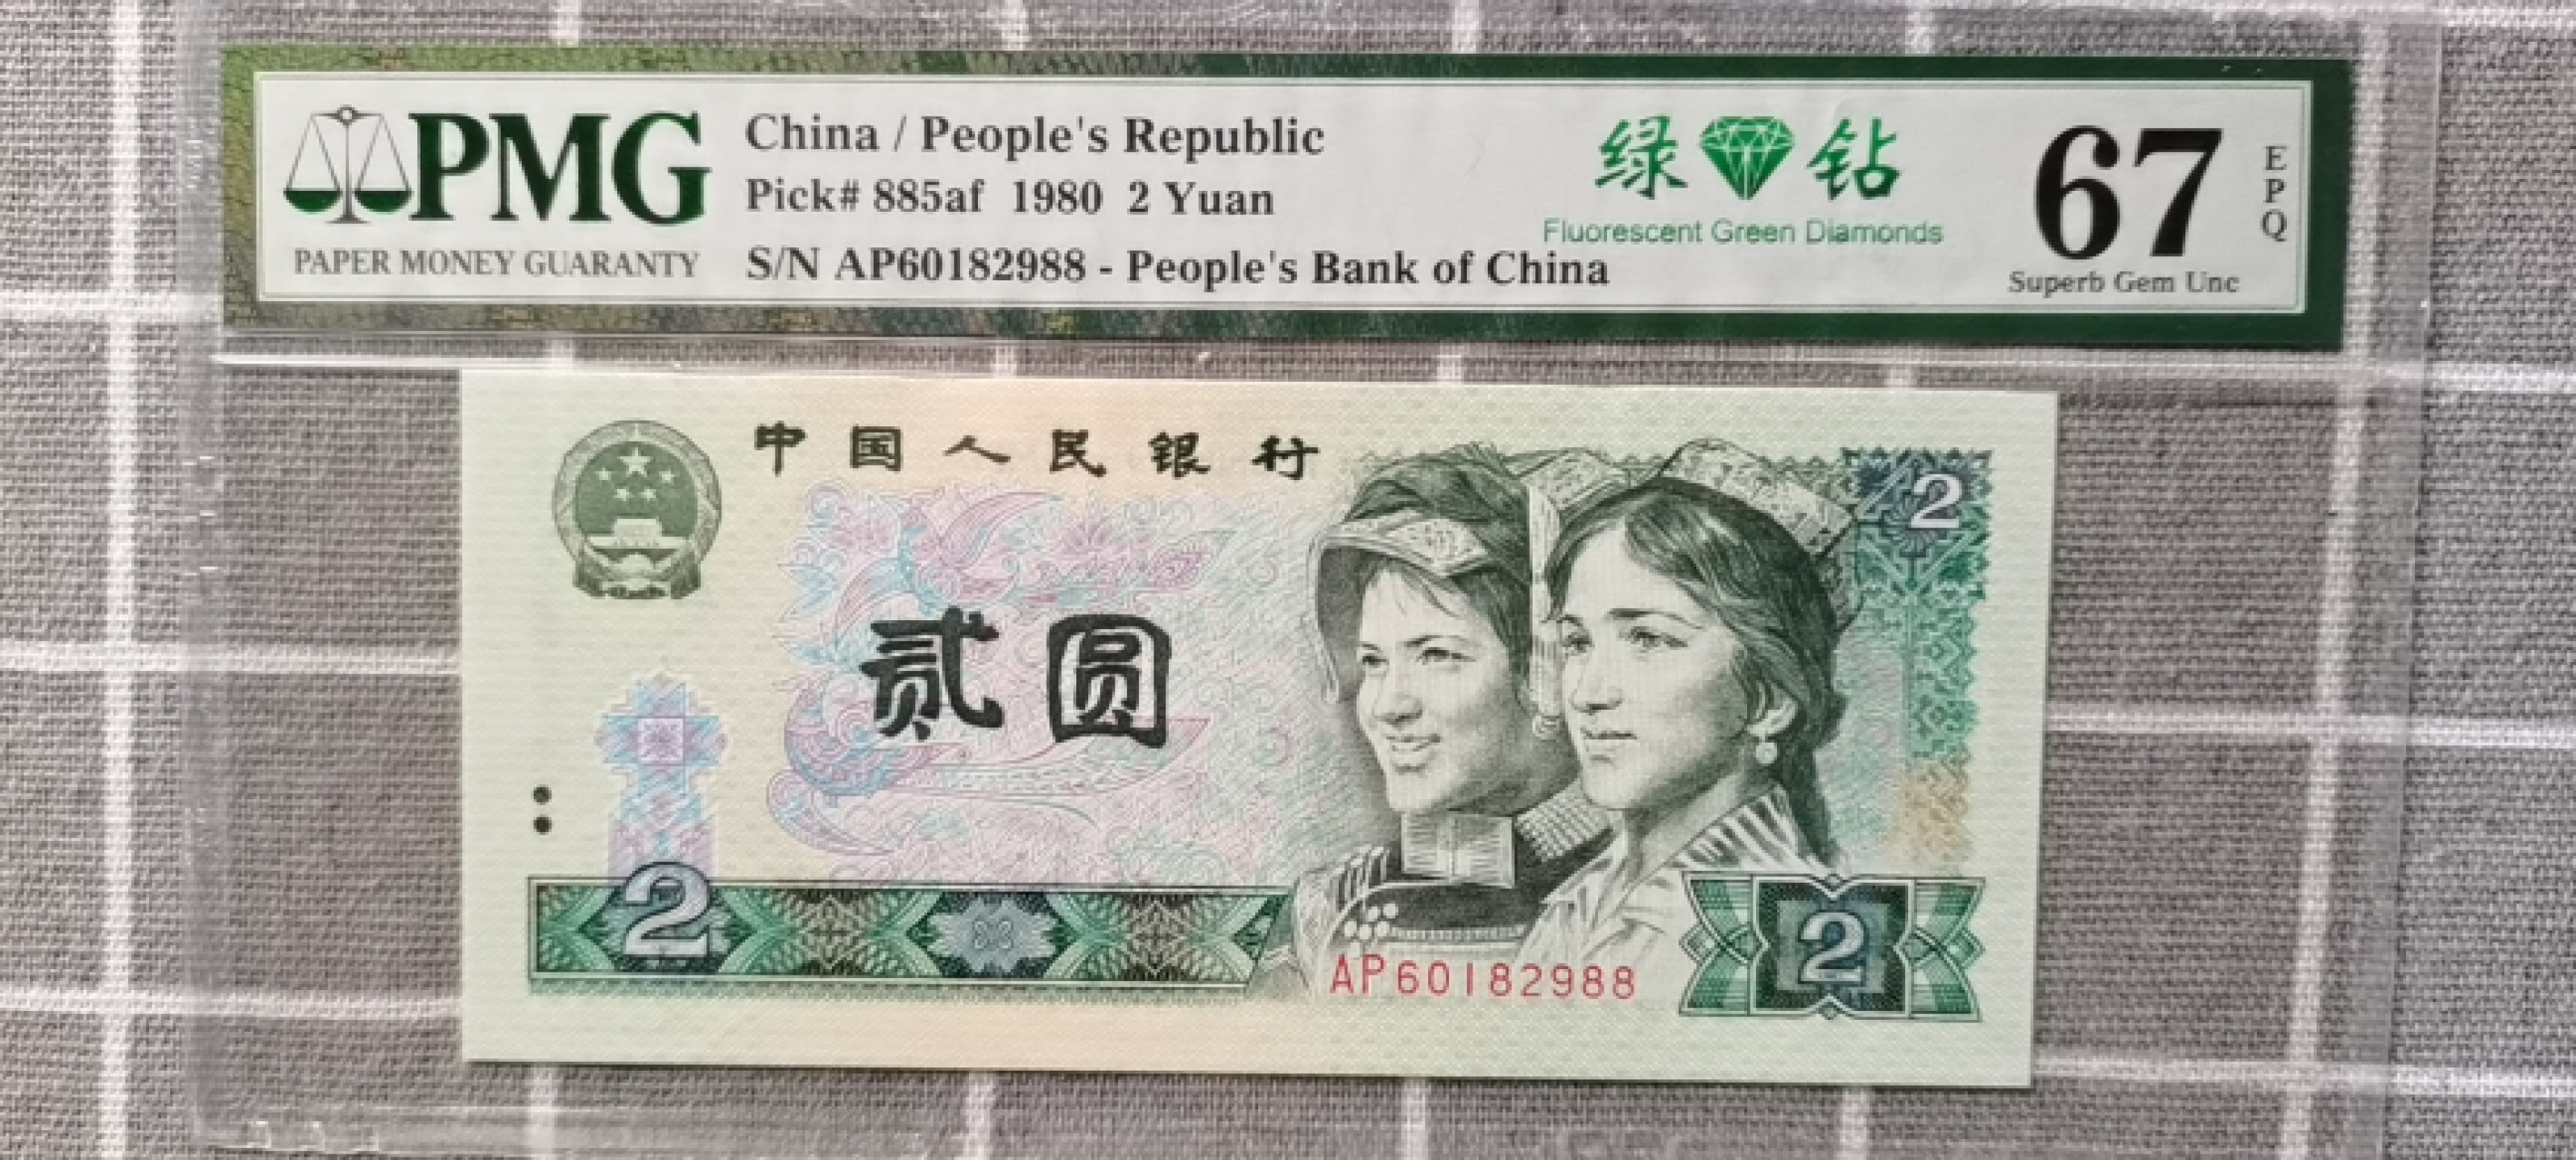 PMG
PAPER MONEY GUARANTY
China / People's Republic
Pick# 885af 1980 2 Yuan
S/N AP60182988 - People's Bank of China
绿钻
Fluorescent Green Diamonds
67
EPQ
Superb Gem Unc
中国人民银行
2
贰圆
2
AP60182988
2